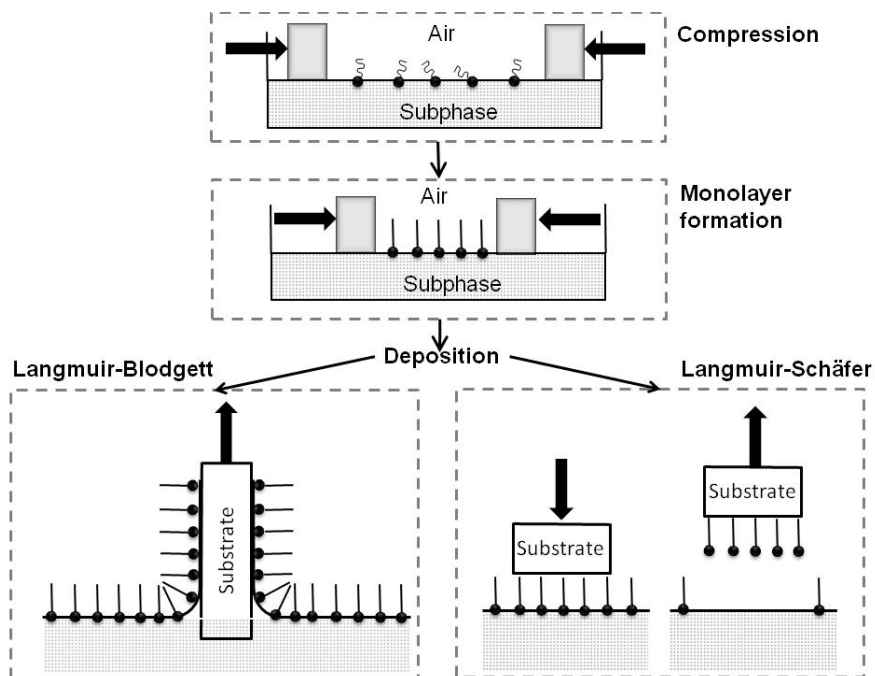 Air
Compression
Subphase
Air
Monolayer
formation
Subphase
Deposition
Langmuir-Blodgett
Langmuir-Schäfer
Substrate
Substrate
Substrate